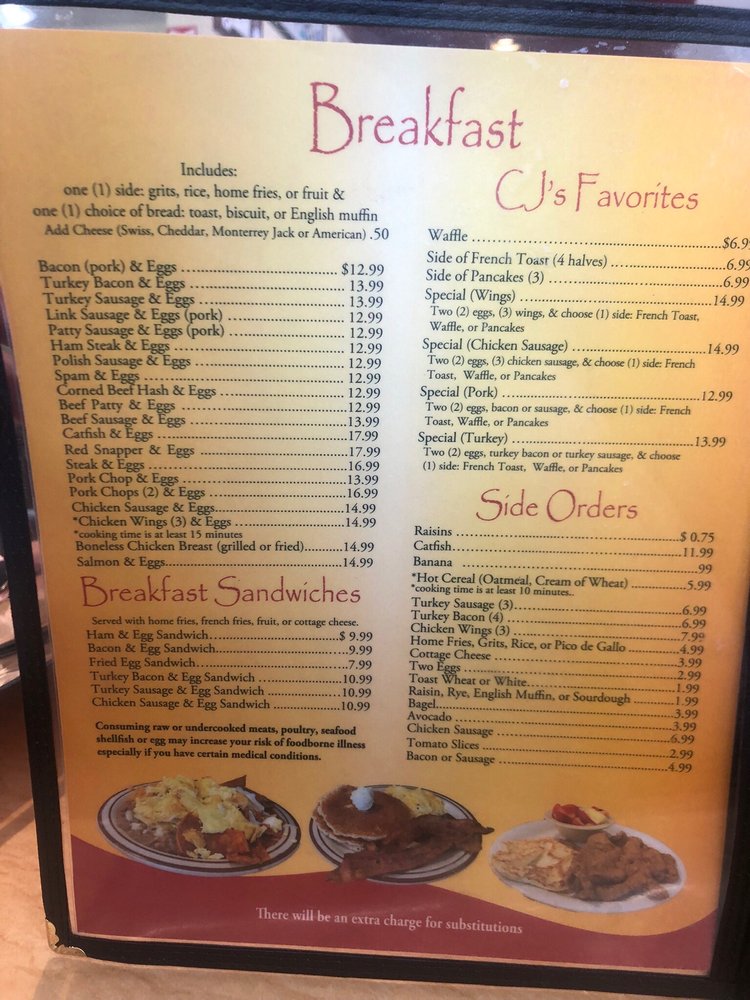 Breakfast
Includes:
one (1) side: grits, rice, home fries, or fruit &
one (1) choice of bread: toast, biscuit, or English muffin
Add Cheese (Swiss, Cheddar, Monterrey Jack or American) .50
Bacon (pork) & Eggs ........ $12.99
Turkey Bacon & Eggs ........ 13.99
Turkey Sausage & Eggs ........ 13.99
Link Sausage & Eggs (pork) ........ 12.99
Patty Sausage & Eggs (pork) ........ 12.99
Ham Steak & Eggs ........ 12.99
Polish Sausage & Eggs ........ 12.99
Spam & Eggs ........ 12.99
Corned Beef Hash & Eggs ........ 12.99
Beef Patty & Eggs ........ 12.99
Beef Sausage & Eggs ........ 13.99
Catfish & Eggs ........ 17.99
Red Snapper & Eggs ........ 17.99
Steak & Eggs ........ 16.99
Pork Chop & Eggs ........ 13.99
Pork Chops (2) & Eggs ........ 16.99
Chicken Sausage & Eggs ........ 14.99
*Chicken Wings (3) & Eggs ........ 14.99
*cooking time is at least 15 minutes
Boneless Chicken Breast (grilled or fried) ........ 14.99
Salmon & Eggs ........ 14.99
Breakfast Sandwiches
Served with home fries, french fries, fruit, or cottage cheese.
Ham & Egg Sandwich ........ $ 9.99
Bacon & Egg Sandwich ........ 9.99
Fried Egg Sandwich ........ 7.99
Turkey Bacon & Egg Sandwich ........ 10.99
Turkey Sausage & Egg Sandwich ........ 10.99
Chicken Sausage & Egg Sandwich ........ 10.99
Consuming raw or undercooked meats, poultry, seafood
shellfish or egg may increase your risk of foodborne illness
especially if you have certain medical conditions.
CJ's Favorites
Waffle ........ $6.9
Side of French Toast (4 halves) ........ 6.99
Side of Pancakes (3) ........ 6.99
Special (Wings) ........ 14.99
Two (2) eggs, (3) wings, & choose (1) side: French Toast,
Waffle, or Pancakes
Special (Chicken Sausage) ........ 14.99
Two (2) eggs, (3) chicken sausage, & choose (1) side: French
Toast, Waffle, or Pancakes
Special (Pork) ........ 12.99
Two (2) eggs, bacon or sausage, & choose (1) side: French
Toast, Waffle, or Pancakes
Special (Turkey) ........ 13.99
Two (2) eggs, turkey bacon or turkey sausage, & choose
(1) side: French Toast, Waffle, or Pancakes
Side Orders
Raisins ........ $ 0.75
Catfish ........ 11.99
Banana ........ .99
*Hot Cereal (Oatmeal, Cream of Wheat) ........ 5.99
*cooking time is at least 10 minutes..
Turkey Sausage (3) ........ 6.99
Turkey Bacon (4) ........ 6.99
Chicken Wings (3) ........ 7.99
Home Fries, Grits, Rice, or Pico de Gallo ........ 4.99
Cottage Cheese ........ 3.99
Two Eggs ........ 2.99
Toast Wheat or White ........ 1.99
Raisin, Rye, English Muffin, or Sourdough ........ 1.99
Bagel ........ 3.99
Avocado ........ 3.99
Chicken Sausage ........ 6.99
Tomato Slices ........ 2.99
Bacon or Sausage ........ 4.99
There will be an extra charge for substitutions